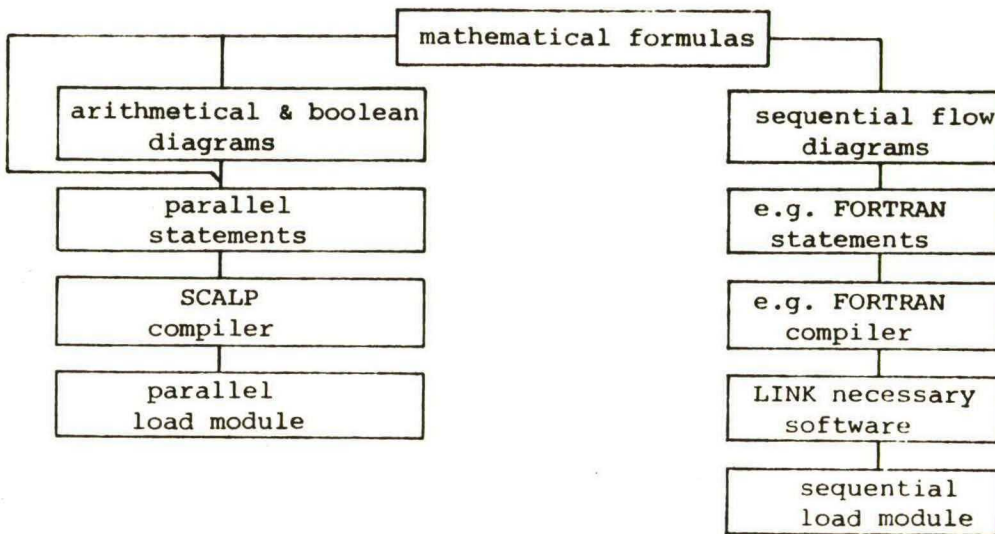 mathematical formulas
arithmetical & boolean
diagrams
parallel
statements
SCALP
compiler
parallel
load module
sequential flow
diagrams
e.g. FORTRAN
statements
e.g. FORTRAN
compiler
LINK necessary
software
sequential
load module